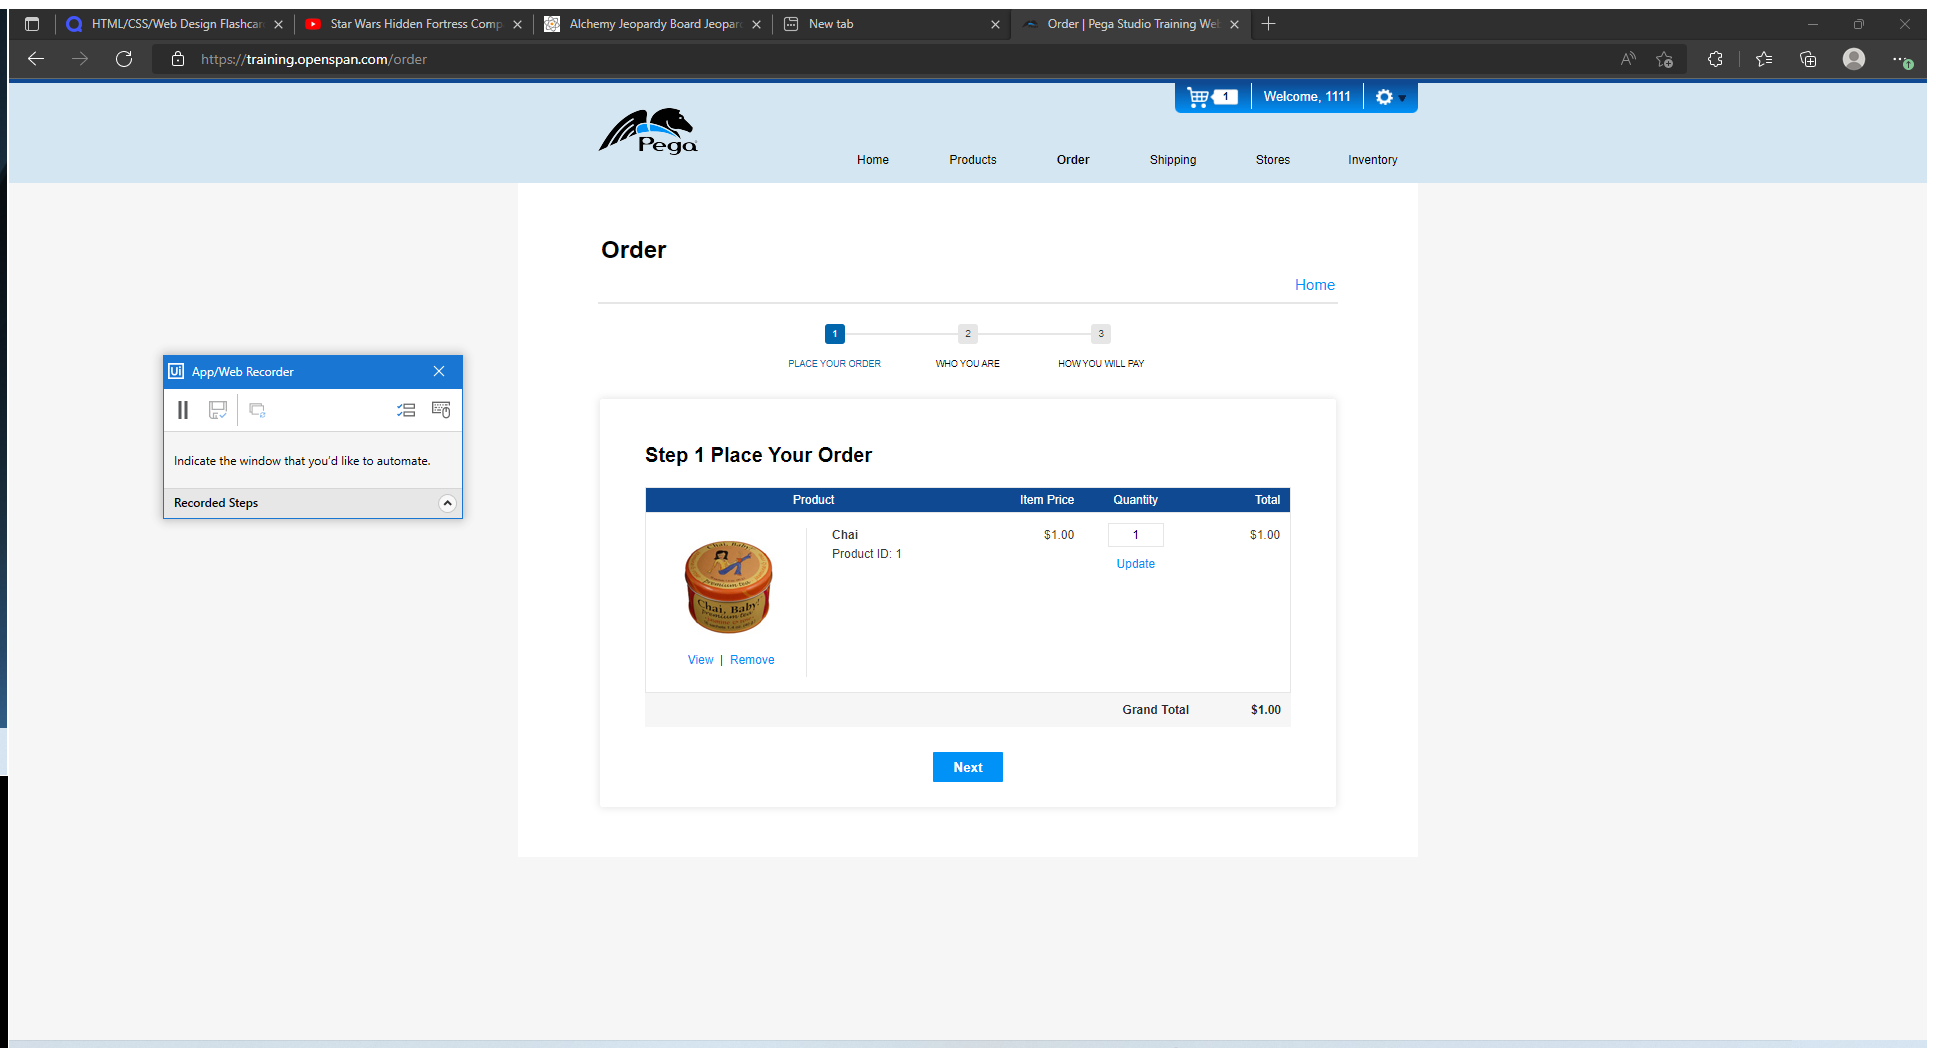 HTML/CSS/Web Design Flashcar
Star Wars Hidden Fortress Comp
Alchemy Jeopardy Board Jeopar
New tab
Order | Pega Studio Training We
https://training.openspan.com/order
1
Welcome, 1111
Pega
Home
Products
Order
Shipping
Stores
Inventory
Order
Home
1
2
3
PLACE YOUR ORDER
WHO YOU ARE
HOW YOU WILL PAY
Ui App/Web Recorder
Indicate the window that you'd like to automate.
Recorded Steps
Step 1 Place Your Order
Product Item Price Quantity Total
Chai $1.00 1 $1.00
Product ID: 1
Update
Chai, Baby!
View | Remove
Grand Total $1.00
Next